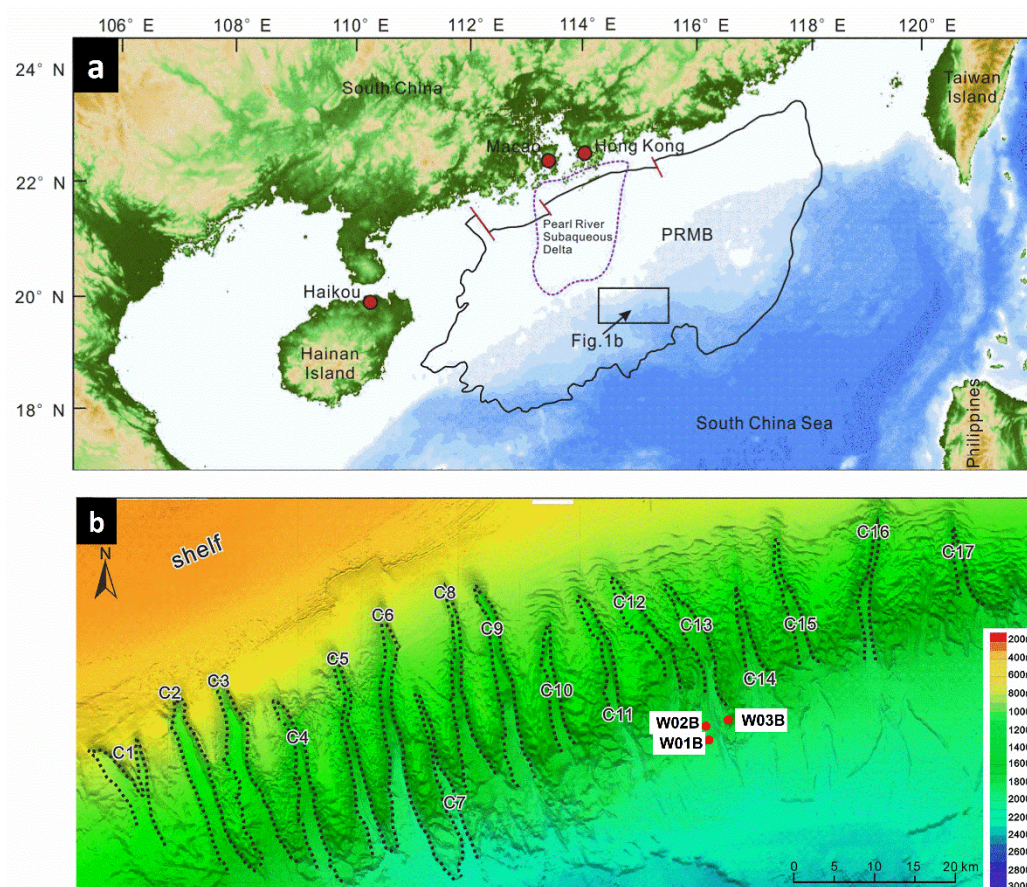 106° E 108° E 110° E 112° E 114° E 116° E 118° E 120° E
a
24° N
22° N
20° N
18° N
South China
Taiwan
Island
Macao
Hong Kong
Pearl River
Subaqueous
Delta
PRMB
Haikou
Fig.1b
Hainan
Island
South China Sea
Philippines
b
shelf
N
C1
C2
C3
C4
C5
C6
C7
C8
C9
C10
C11
C12
C13
C14
C15
C16
C17
W02B
W03B
W01B
0 5 10 20 km
200m
400m
600m
800m
1000
1200
1400
1600
1800
2000
2200
2400
2600
2800
3000